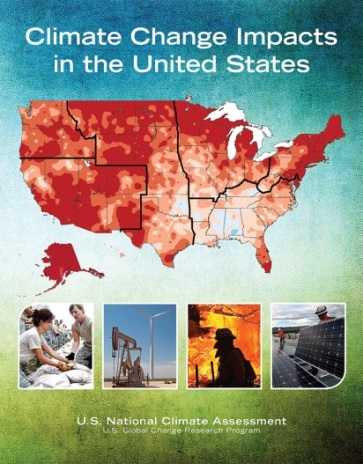 Climate Change Impacts
in the United States
U.S. National Climate Assessment
U.S. Global Change Research Program